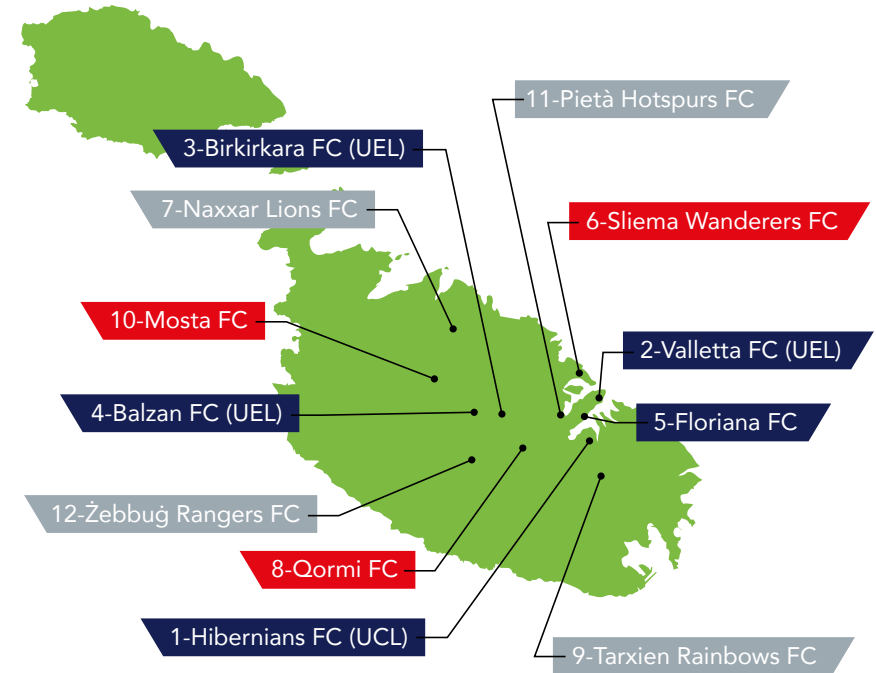 11-Pietà Hotspurs FC
3-Birkirkara FC (UEL)
7-Naxxar Lions FC
6-Sliema Wanderers FC
10-Mosta FC
2-Valletta FC (UEL)
4-Balzan FC (UEL)
5-Floriana FC
12-Żebbuġ Rangers FC
8-Qormi FC
1-Hibernians FC (UCL)
9-Tarxien Rainbows FC